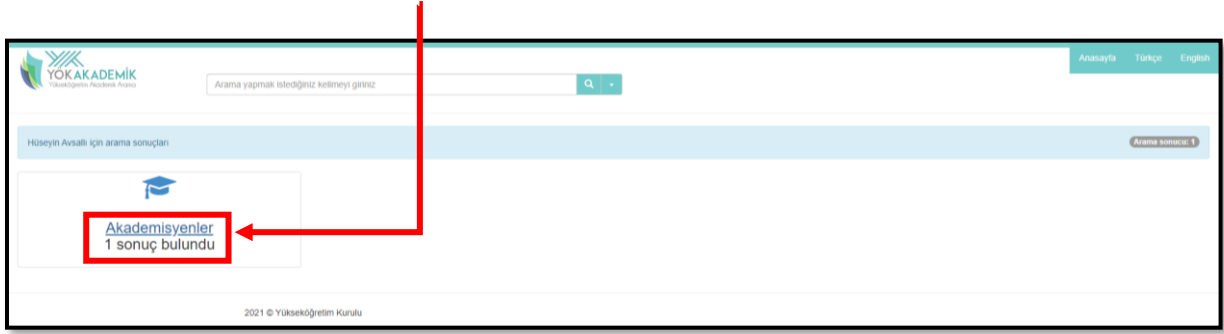 YÖKAKADEMİK
Yükseköğretim Akademik Arama
Arama yapmak istediğiniz kelimeyi giriniz
Anasayfa Türkçe English
Hüseyin Avsallı için arama sonuçları
Arama sonucu: 1
Akademisyenler
1 sonuç bulundu
2021 © Yükseköğretim Kurulu